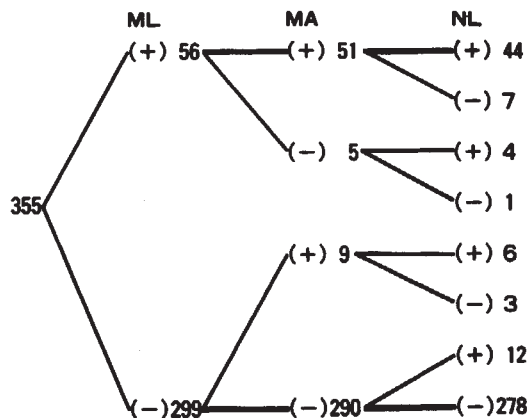 ML MA NL
(+) 56 (+) 51 (+) 44
(−) 7
(−) 5 (+) 4
355 (−) 1
(+) 9 (+) 6
(−) 3
(+) 12
(−) 299 (−) 290 (−) 278